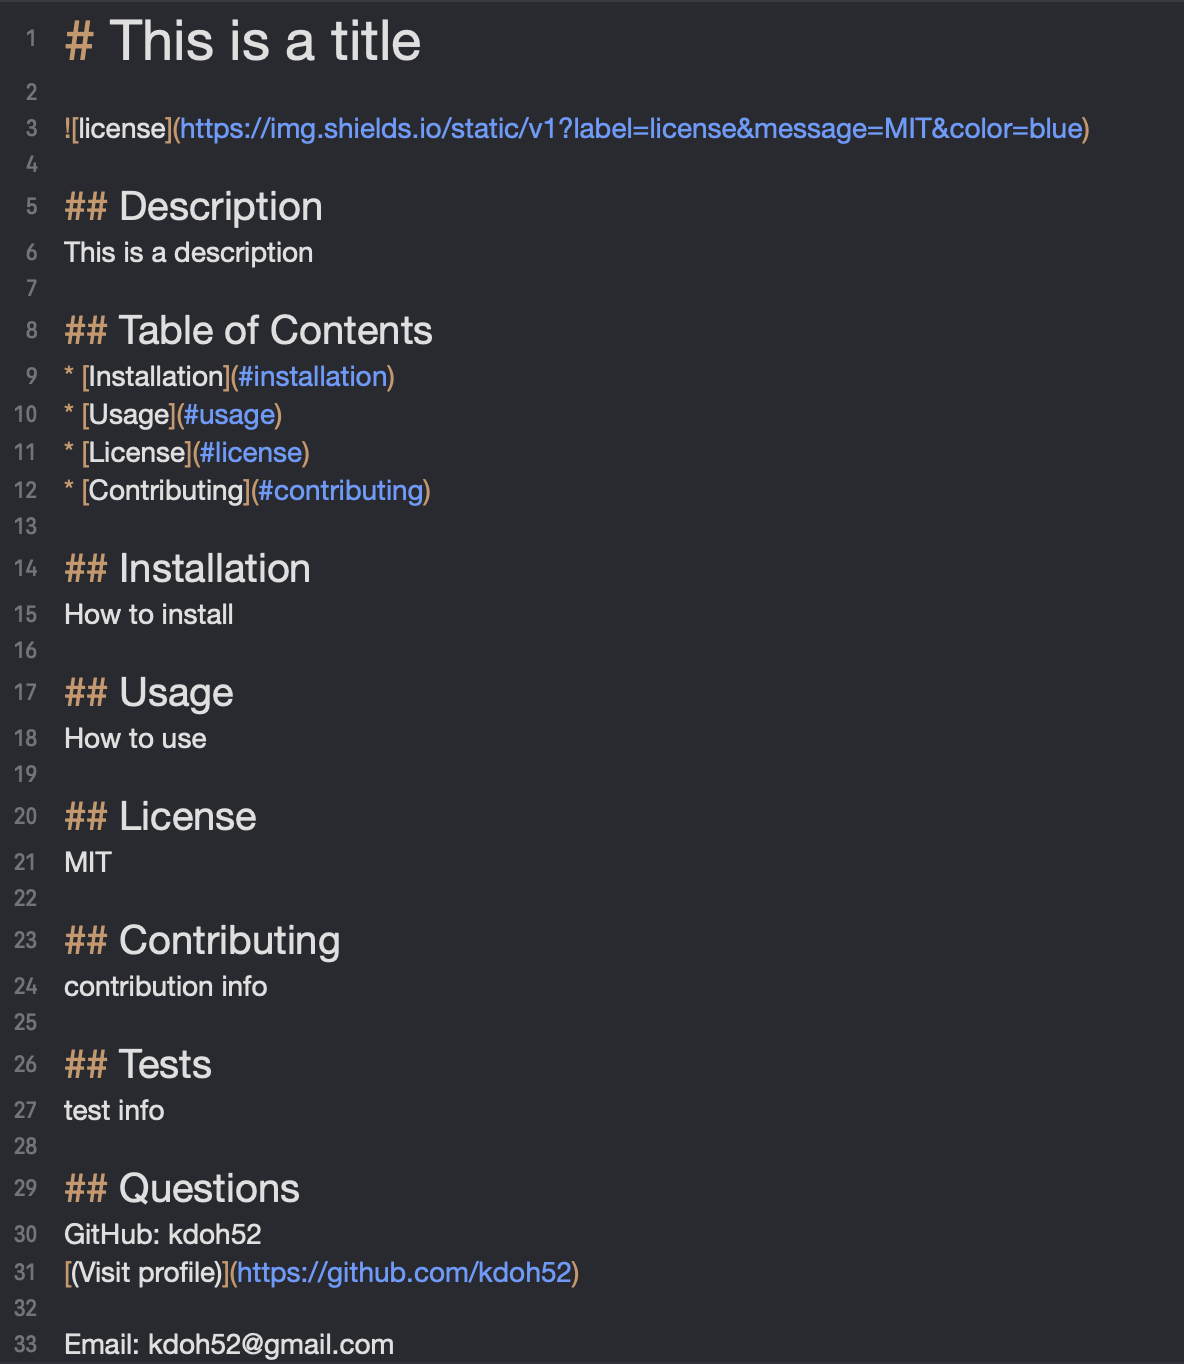 1 # This is a title
2
3 ![license](https://img.shields.io/static/v1?label=license&message=MIT&color=blue)
4
5 ## Description
6 This is a description
7
8 ## Table of Contents
9 * [Installation](#installation)
10 * [Usage](#usage)
11 * [License](#license)
12 * [Contributing](#contributing)
13
14 ## Installation
15 How to install
16
17 ## Usage
18 How to use
19
20 ## License
21 MIT
22
23 ## Contributing
24 contribution info
25
26 ## Tests
27 test info
28
29 ## Questions
30 GitHub: kdoh52
31 [(Visit profile)](https://github.com/kdoh52)
32
33 Email: kdoh52@gmail.com